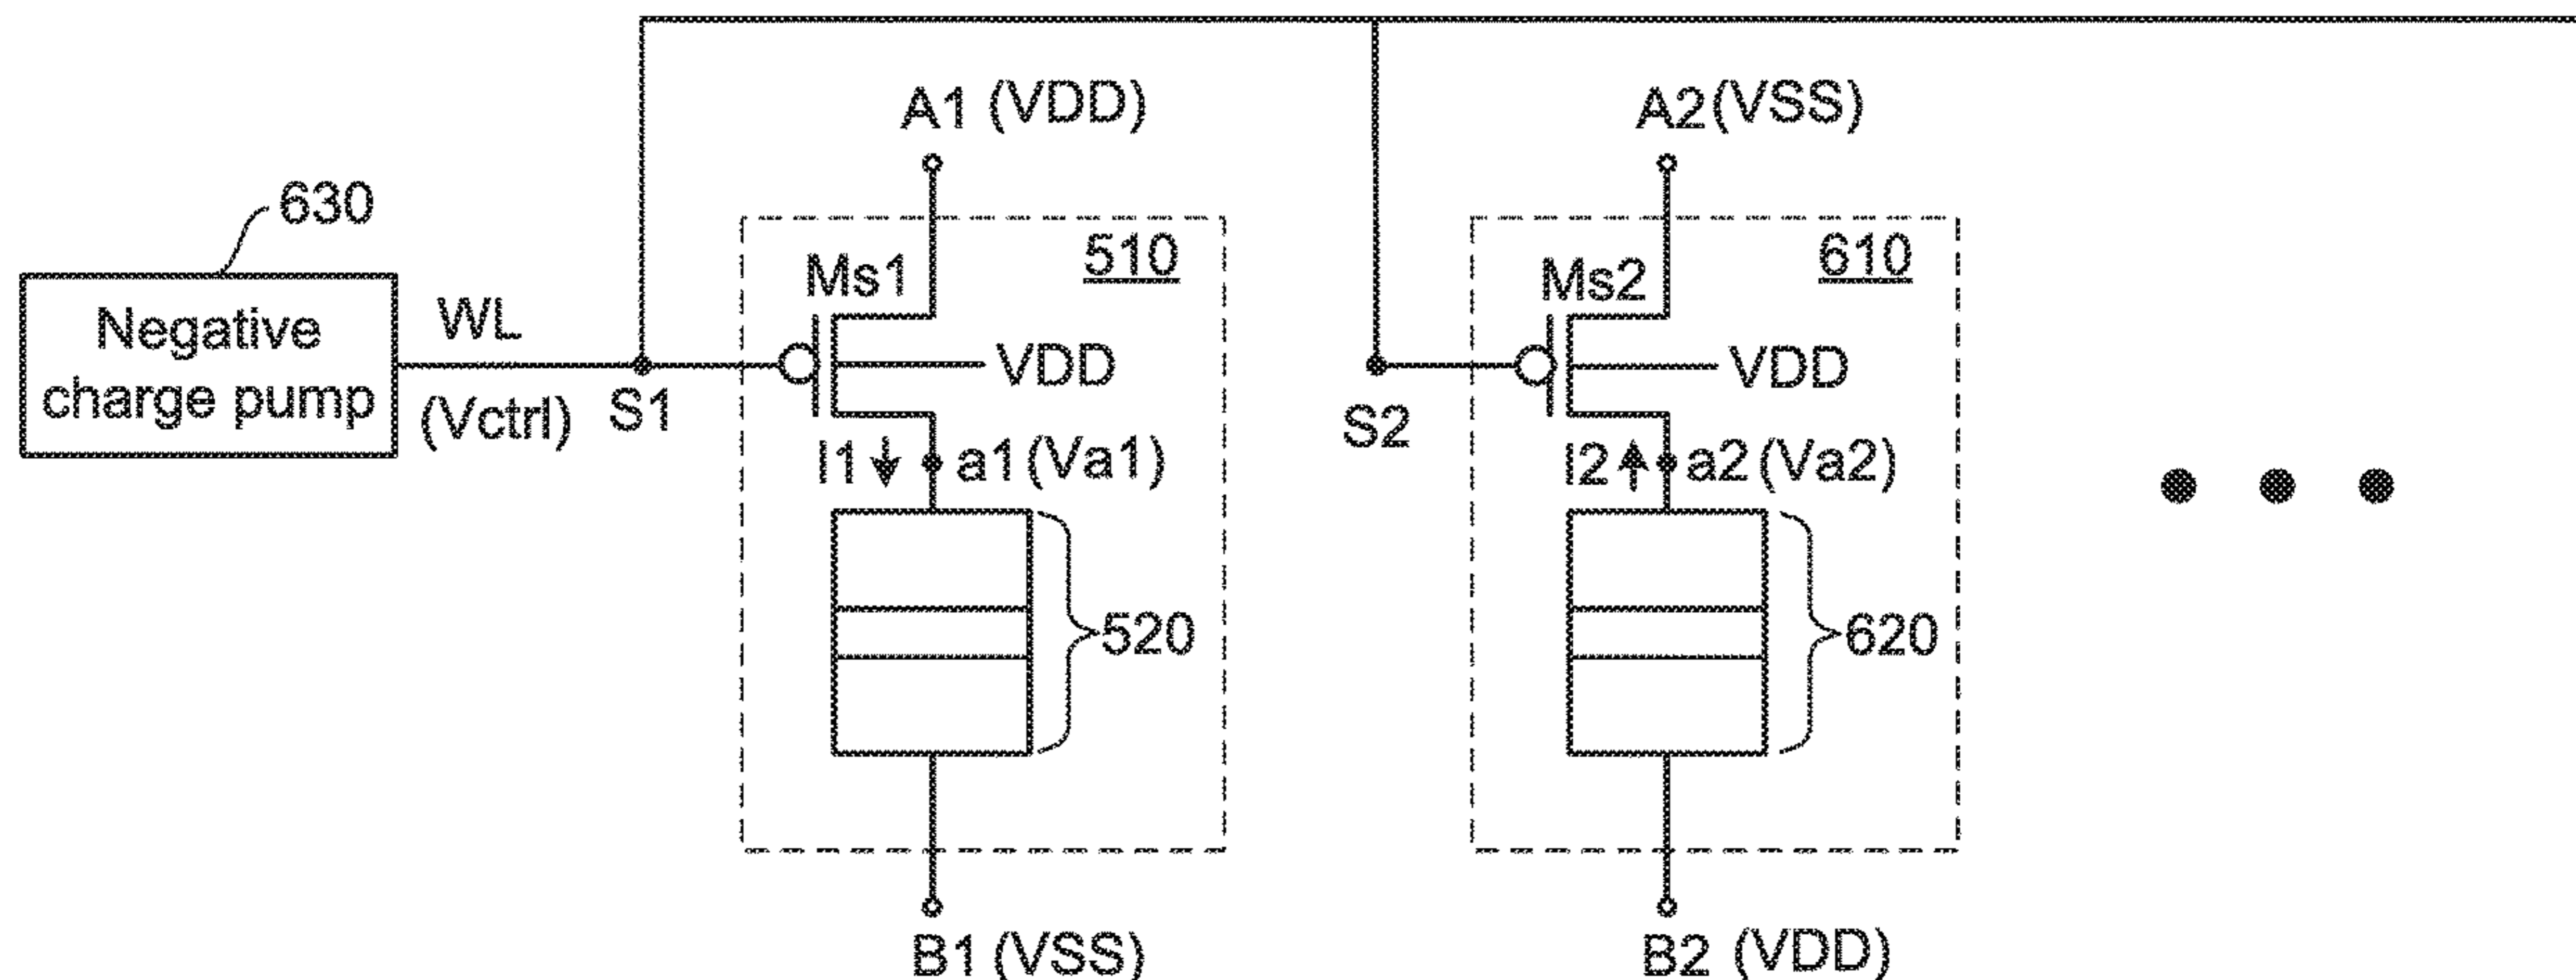 A1 (VDD)
A2 (VSS)
630
510
610
Ms1
Ms2
Negative
charge pump
WL
(Vctrl)
S1
VDD
S2
VDD
I1
a1 (Va1)
I2
a2 (Va2)
520
620
B1 (VSS)
B2 (VDD)